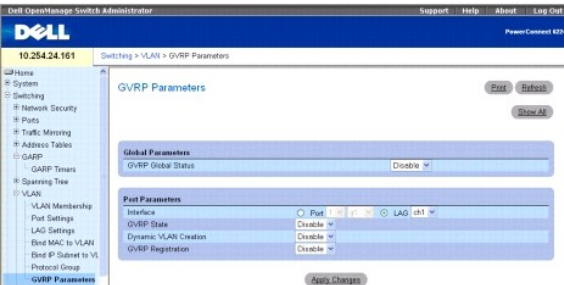 Dell OpenManage Switch Administrator
Support Help About Log Out
DELL
PowerConnect
10.254.24.161
Switching > VLAN > GVRP Parameters
Home
System
Switching
Network Security
Ports
Traffic Mirroring
Address Tables
GARP
GARP Timers
Spanning Tree
VLAN
VLAN Membership
Port Settings
LAG Settings
Bind MAC to VLAN
Bind IP Subnet to VL
Protocol Group
GVRP Parameters
GVRP Parameters
Print Refresh
Show All
Global Parameters
GVRP Global Status Disable
Port Parameters
Interface Port 1 g1 LAG ch1
GVRP State Disable
Dynamic VLAN Creation Disable
GVRP Registration Disable
Apply Changes